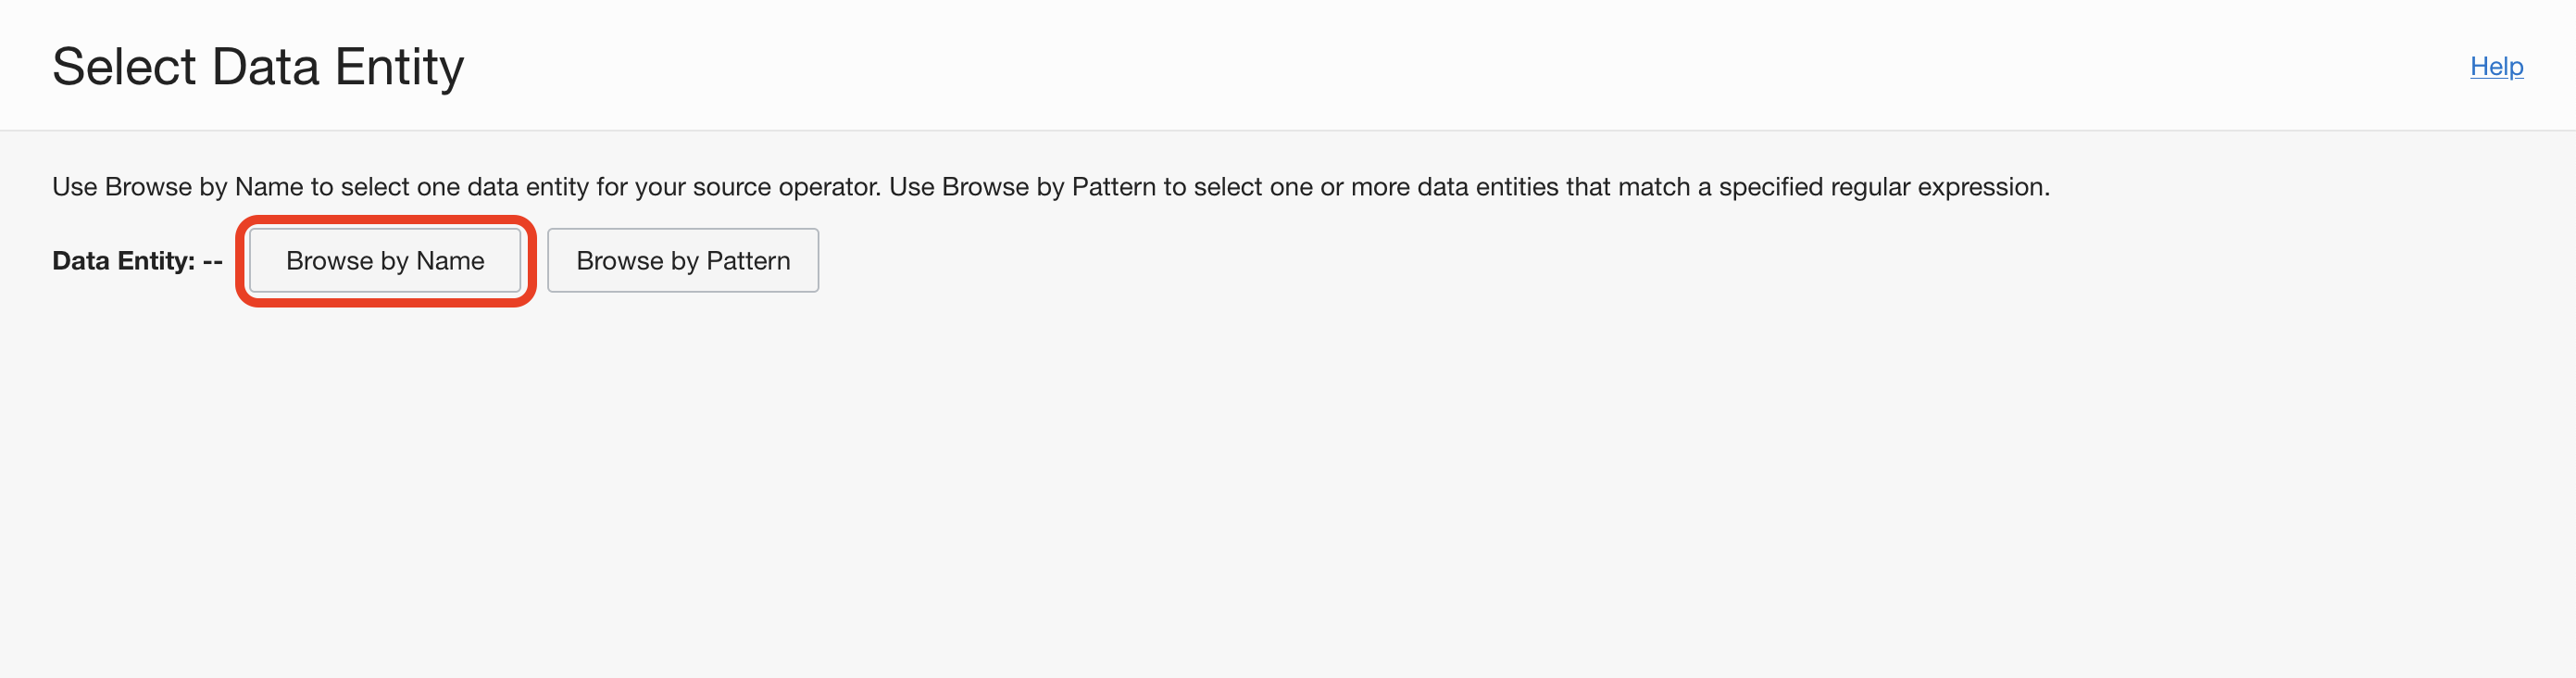 Select Data Entity
Help
Use Browse by Name to select one data entity for your source operator. Use Browse by Pattern to select one or more data entities that match a specified regular expression.
Data Entity: -- Browse by Name Browse by Pattern